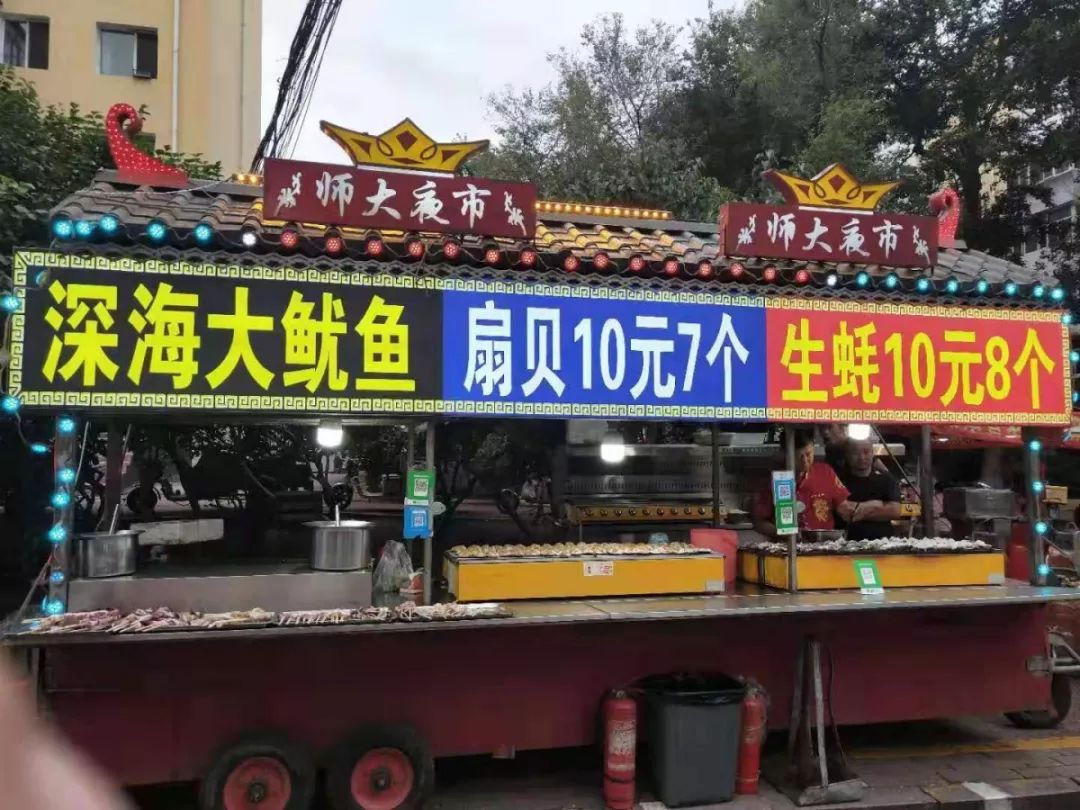 师大夜市
师大夜市
深海大鱿鱼
扇贝10元7个
生蚝10元8个